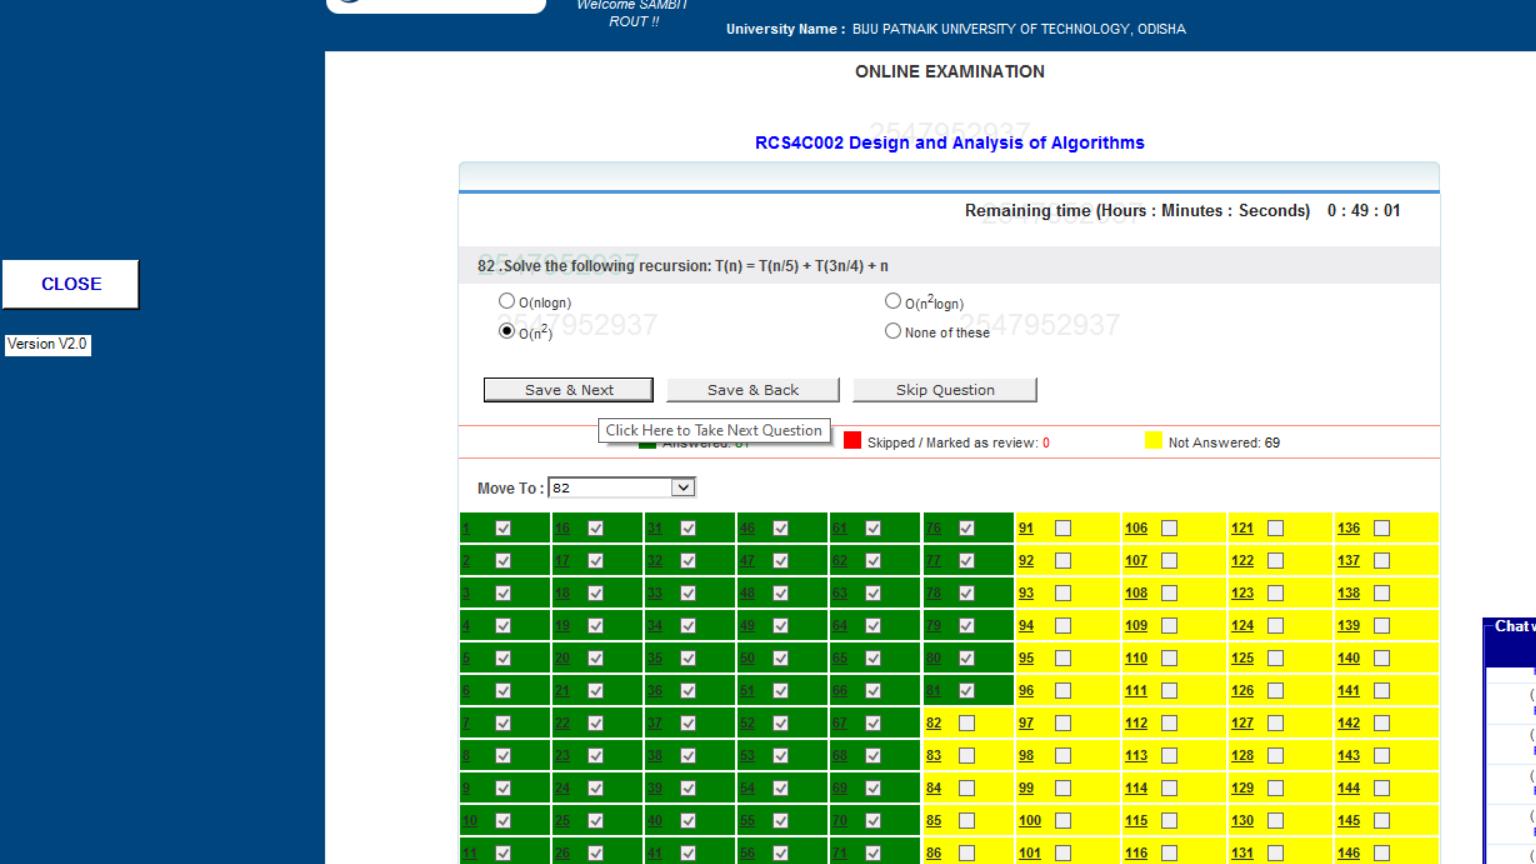 Welcome SAMBIT
ROUT !!
University Name : BIJU PATNAIK UNIVERSITY OF TECHNOLOGY, ODISHA
ONLINE EXAMINATION
2547952937
RCS4C002 Design and Analysis of Algorithms
Remaining time (Hours : Minutes : Seconds) 0 : 49 : 01
2547952937
82 .Solve the following recursion: T(n) = T(n/5) + T(3n/4) + n
2547952937
O(nlogn)
O(n²logn)
O(n²)
None of these
2547952937
2547952937
CLOSE
Version V2.0
Save & Next
Save & Back
Skip Question
Click Here to Take Next Question
Answered: 81
Skipped / Marked as review: 0
Not Answered: 69
Move To : 82
1 16 31 46 61 76 91 106 121 136
2 17 32 47 62 77 92 107 122 137
3 18 33 48 63 78 93 108 123 138
4 19 34 49 64 79 94 109 124 139
5 20 35 50 65 80 95 110 125 140
6 21 36 51 66 81 96 111 126 141
7 22 37 52 67 82 97 112 127 142
8 23 38 53 68 83 98 113 128 143
9 24 39 54 69 84 99 114 129 144
10 25 40 55 70 85 100 115 130 145
11 26 41 56 71 86 101 116 131 146
Chat